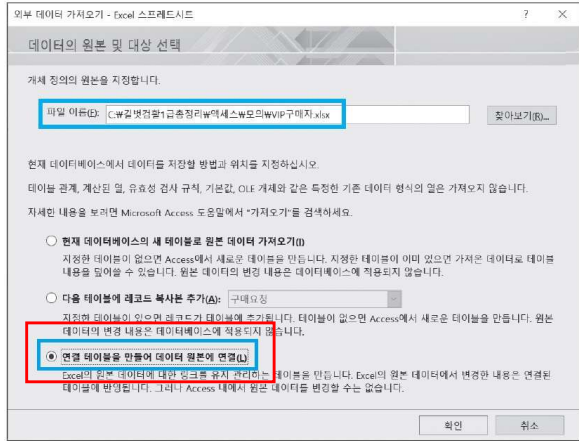 외부 데이터 가져오기 - Excel 스프레드시트
? ×
데이터의 원본 및 대상 선택
개체 정의의 원본을 지정합니다.
파일 이름(F): C:₩길벗컴활1급총정리₩액세스₩모의₩VIP구매자.xlsx 찾아보기(R)...
현재 데이터베이스에서 데이터를 저장할 방법과 위치를 지정하십시오.
테이블 관계, 계산된 열, 유효성 검사 규칙, 기본값, OLE 개체와 같은 특정한 기존 데이터 형식의 열은 가져오지 않습니다.
자세한 내용을 보려면 Microsoft Access 도움말에서 "가져오기"를 검색하세요.
현재 데이터베이스의 새 테이블로 원본 데이터 가져오기(I)
지정한 테이블이 없으면 Access에서 새로운 테이블을 만듭니다. 지정한 테이블이 이미 있으면 가져온 데이터로 테이블
내용을 덮어쓸 수 있습니다. 원본 데이터의 변경 내용은 데이터베이스에 적용되지 않습니다.
다음 테이블에 레코드 복사본 추가(A): 구매요청
지정한 테이블이 있으면 레코드가 테이블에 추가됩니다. 테이블이 없으면 Access에서 새로운 테이블을 만듭니다. 원본
데이터의 변경 내용은 데이터베이스에 적용되지 않습니다.
연결 테이블을 만들어 데이터 원본에 연결(L)
Excel의 원본 데이터에 대한 링크를 유지 관리하는 테이블을 만듭니다. Excel의 원본 데이터에서 변경한 내용은 연결된
테이블에 반영됩니다. 그러나 Access 내에서 원본 데이터를 변경할 수는 없습니다.
확인 취소